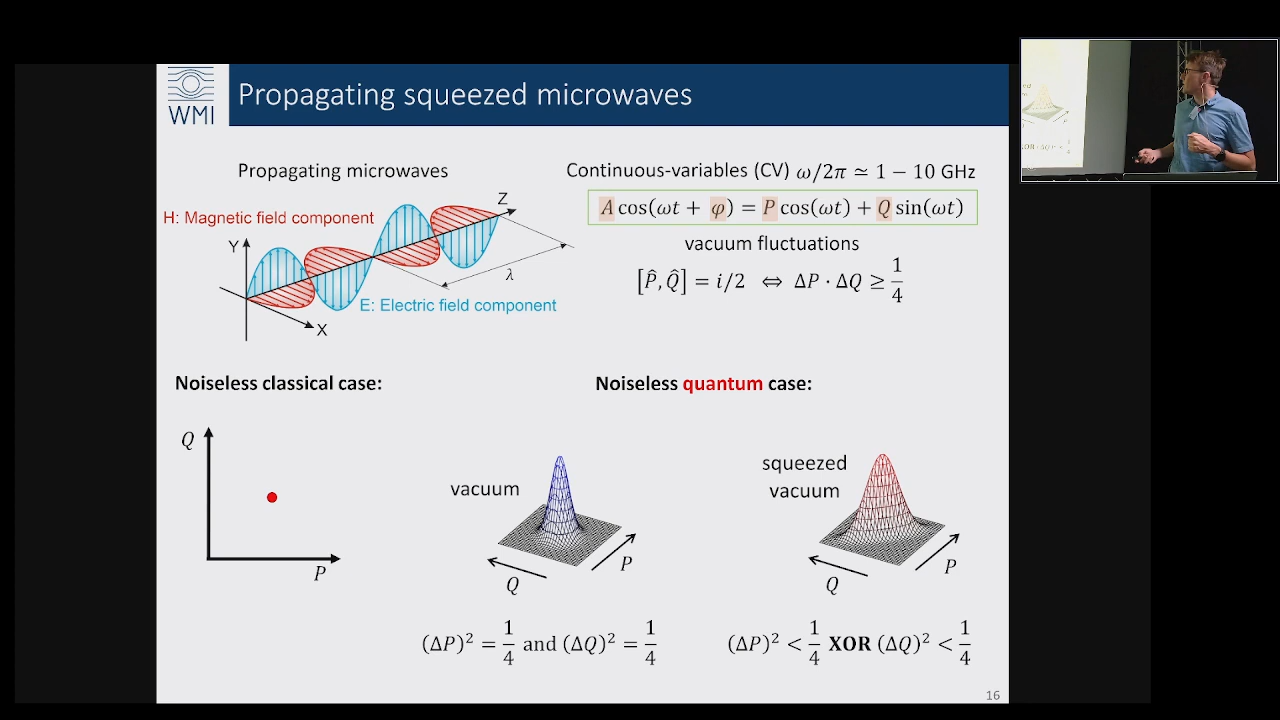 WMI
Propagating squeezed microwaves
Propagating microwaves
Continuous-variables (CV) ω/2π ≃ 1 − 10 GHz
H: Magnetic field component
Z
Y
λ
E: Electric field component
X
A cos(ωt + φ) = P cos(ωt) + Q sin(ωt)
vacuum fluctuations
[P̂, Q̂] = i/2 ⇔ ΔP · ΔQ ≥ 1/4
Noiseless classical case:
Noiseless quantum case:
Q
P
vacuum
Q
P
squeezed
vacuum
Q
P
(ΔP)² = 1/4 and (ΔQ)² = 1/4
(ΔP)² < 1/4 XOR (ΔQ)² < 1/4
16